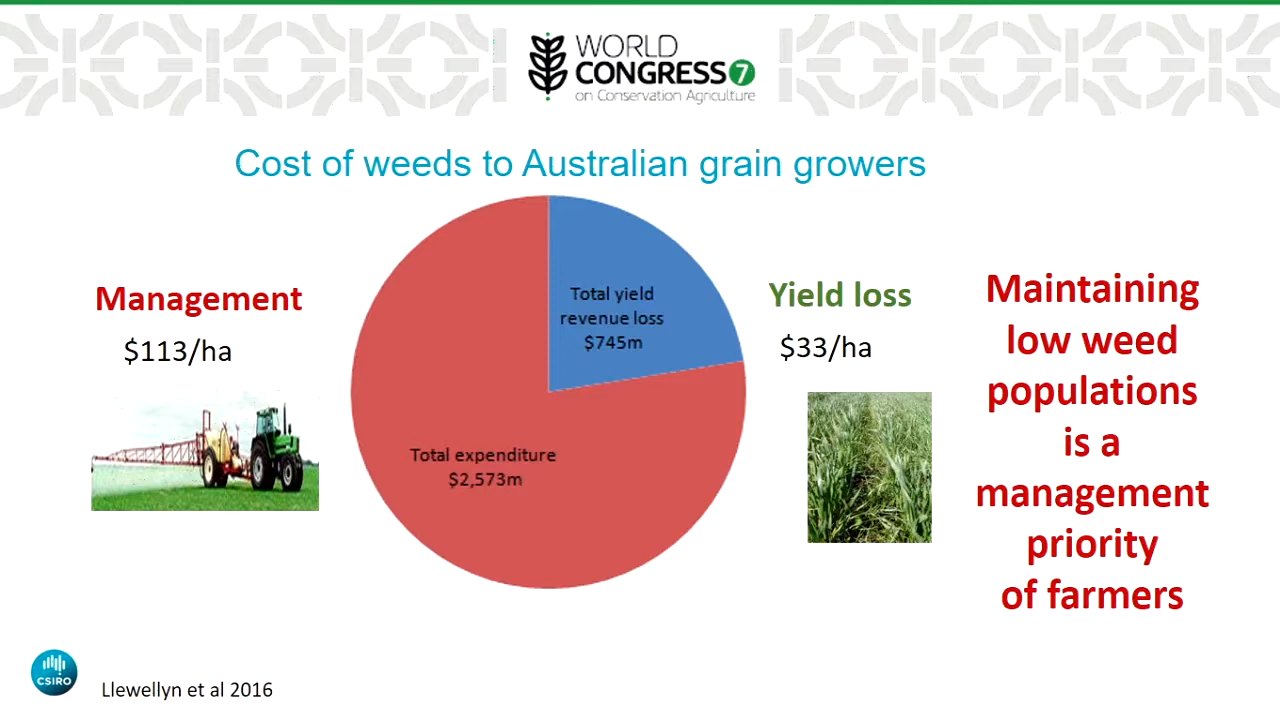 WORLD
CONGRESS 7
on Conservation Agriculture
Cost of weeds to Australian grain growers
Management
$113/ha
Total yield
revenue loss
$745m
Total expenditure
$2,573m
Yield loss
$33/ha
Maintaining
low weed
populations
is a
management
priority
of farmers
CSIRO
Llewellyn et al 2016